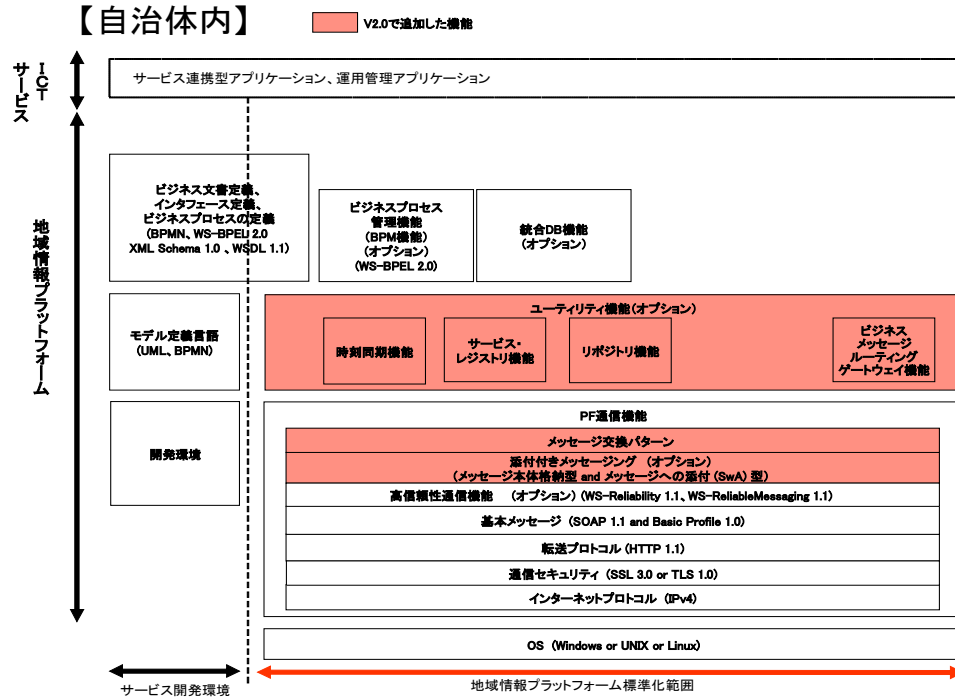 【自治体内】
V2.0で追加した機能
ICT
サービス
サービス連携型アプリケーション、運用管理アプリケーション
地域情報プラットフォーム
ビジネス文書定義、
インタフェース定義、
ビジネスプロセスの定義
(BPMN、WS-BPEL 2.0
XML Schema 1.0 、WSDL 1.1)
ビジネスプロセス
管理機能
(BPM機能)
(オプション)
(WS-BPEL 2.0)
統合DB機能
(オプション)
モデル定義言語
(UML、BPMN)
ユーティリティ機能(オプション)
時刻同期機能
サービス・
レジストリ機能
リポジトリ機能
ビジネス
メッセージ
ルーティング
ゲートウェイ機能
開発環境
PF通信機能
メッセージ交換パターン
添付付きメッセージング (オプション)
(メッセージ本体格納型 and メッセージへの添付 (SwA) 型)
高信頼性通信機能 (オプション) (WS-Reliability 1.1、WS-ReliableMessaging 1.1)
基本メッセージ (SOAP 1.1 and Basic Profile 1.0)
転送プロトコル (HTTP 1.1)
通信セキュリティ (SSL 3.0 or TLS 1.0)
インターネットプロトコル (IPv4)
OS (Windows or UNIX or Linux)
サービス開発環境
地域情報プラットフォーム標準化範囲